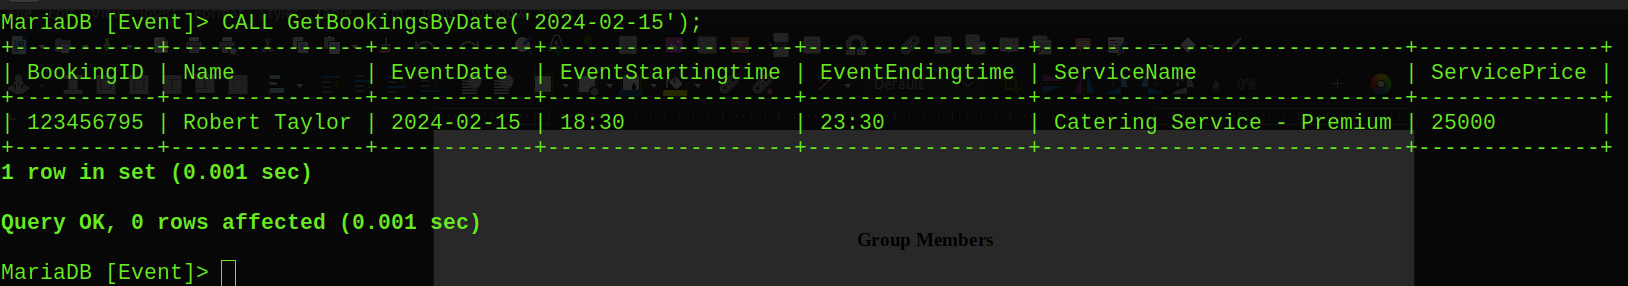 MariaDB [Event]> CALL GetBookingsByDate('2024-02-15');
+-----------+---------------+------------+-------------------+-----------------+----------------------------+--------------+
| BookingID | Name          | EventDate  | EventStartingtime | EventEndingtime | ServiceName                | ServicePrice |
+-----------+---------------+------------+-------------------+-----------------+----------------------------+--------------+
| 123456795 | Robert Taylor | 2024-02-15 | 18:30             | 23:30           | Catering Service - Premium | 25000        |
+-----------+---------------+------------+-------------------+-----------------+----------------------------+--------------+
1 row in set (0.001 sec)
Query OK, 0 rows affected (0.001 sec)
Group Members
MariaDB [Event]>
Default
0%